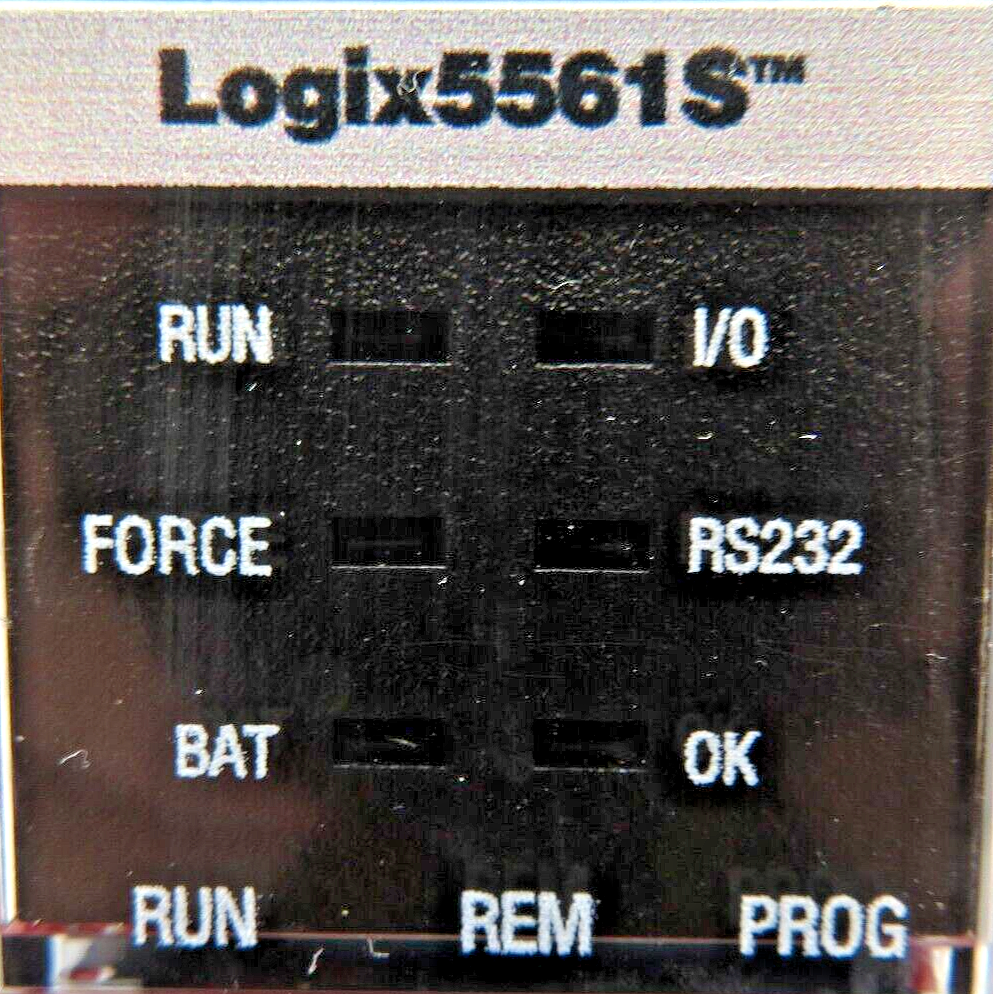 Logix5561S™
RUN I/O
FORCE RS232
BAT OK
RUN REM PROG